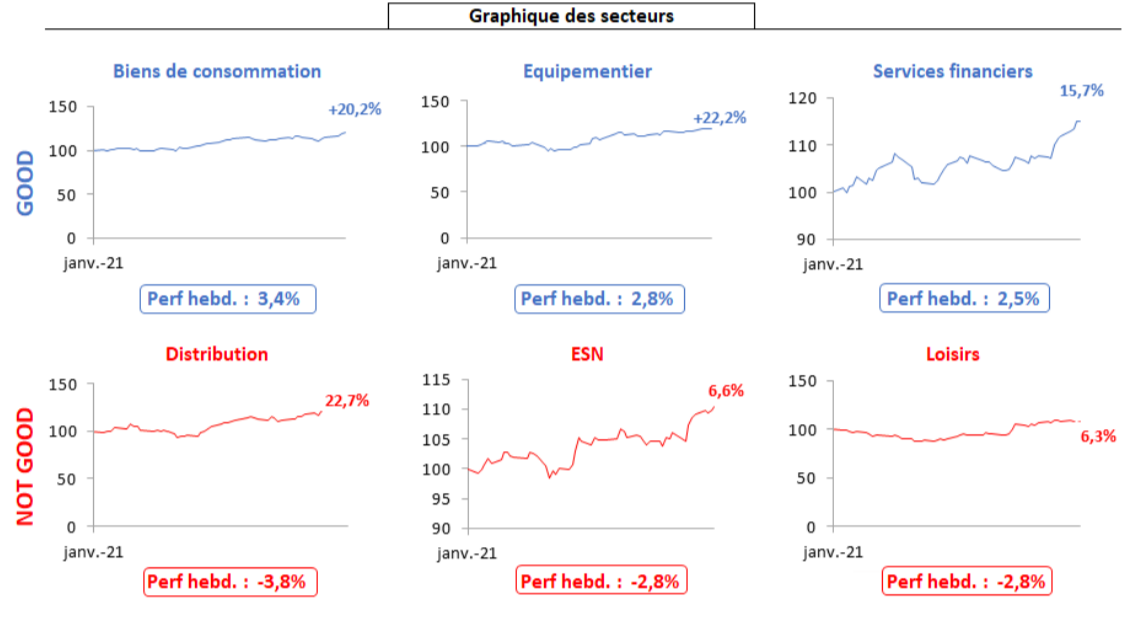 Graphique des secteurs
GOOD
Biens de consommation
+20,2%
150
100
50
0
janv.-21
Perf hebd. : 3,4%
Equipementier
+22,2%
150
100
50
0
janv.-21
Perf hebd. : 2,8%
Services financiers
15,7%
120
110
100
90
janv.-21
Perf hebd. : 2,5%
NOT GOOD
Distribution
22,7%
150
100
50
0
janv.-21
Perf hebd. : -3,8%
ESN
6,6%
115
110
105
100
95
90
janv.-21
Perf hebd. : -2,8%
Loisirs
6,3%
150
100
50
0
janv.-21
Perf hebd. : -2,8%